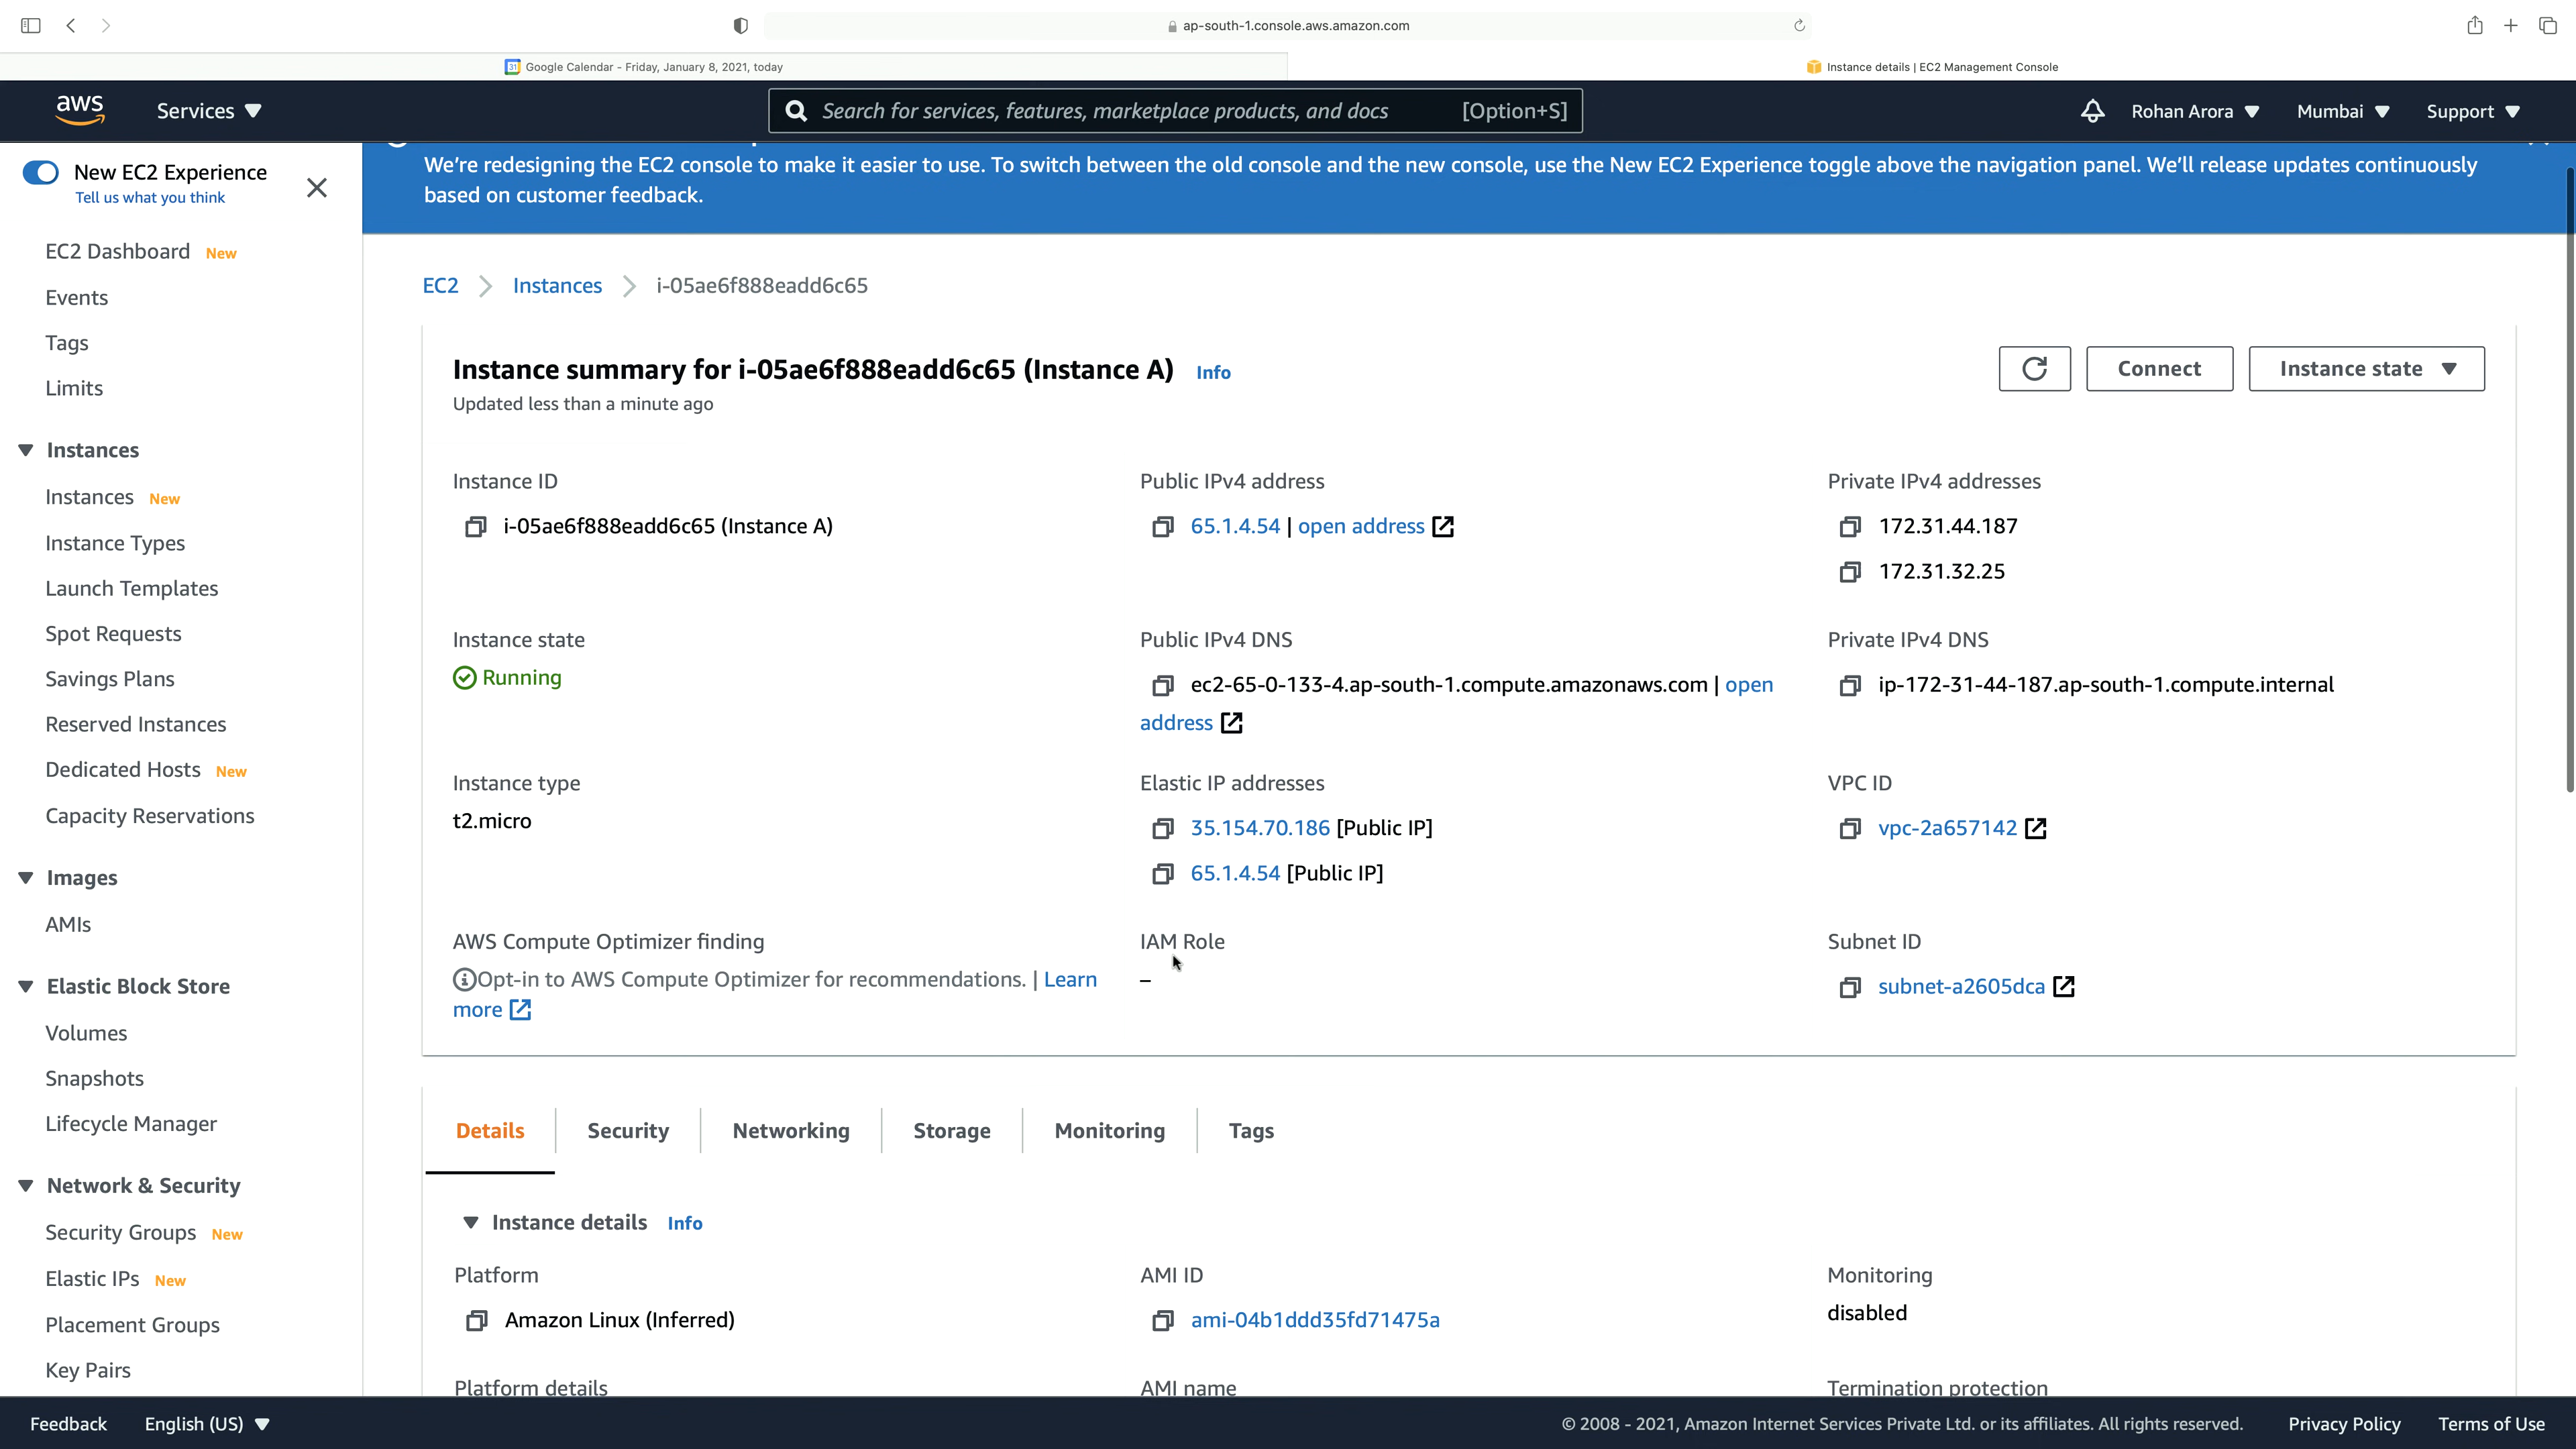 ap-south-1.console.aws.amazon.com
31 Google Calendar - Friday, January 8, 2021, today
Instance details | EC2 Management Console
aws
Services
Search for services, features, marketplace products, and docs [Option+S]
Rohan Arora
Mumbai
Support
New EC2 Experience
Tell us what you think
We're redesigning the EC2 console to make it easier to use. To switch between the old console and the new console, use the New EC2 Experience toggle above the navigation panel. We'll release updates continuously
based on customer feedback.
EC2 Dashboard New
Events
Tags
Limits
Instances
Instances New
Instance Types
Launch Templates
Spot Requests
Savings Plans
Reserved Instances
Dedicated Hosts New
Capacity Reservations
Images
AMIs
Elastic Block Store
Volumes
Snapshots
Lifecycle Manager
Network & Security
Security Groups New
Elastic IPs New
Placement Groups
Key Pairs
EC2 > Instances > i-05ae6f888eadd6c65
Instance summary for i-05ae6f888eadd6c65 (Instance A) Info
Updated less than a minute ago
Connect
Instance state
Instance ID
i-05ae6f888eadd6c65 (Instance A)
Public IPv4 address
65.1.4.54 | open address
Private IPv4 addresses
172.31.44.187
172.31.32.25
Instance state
Running
Public IPv4 DNS
ec2-65-0-133-4.ap-south-1.compute.amazonaws.com | open
address
Private IPv4 DNS
ip-172-31-44-187.ap-south-1.compute.internal
Instance type
t2.micro
Elastic IP addresses
35.154.70.186 [Public IP]
65.1.4.54 [Public IP]
VPC ID
vpc-2a657142
AWS Compute Optimizer finding
Opt-in to AWS Compute Optimizer for recommendations. | Learn
more
IAM Role
–
Subnet ID
subnet-a2605dca
Details
Security
Networking
Storage
Monitoring
Tags
Instance details Info
Platform
Amazon Linux (Inferred)
AMI ID
ami-04b1ddd35fd71475a
Monitoring
disabled
Platform details
AMI name
Termination protection
Feedback
English (US)
© 2008 - 2021, Amazon Internet Services Private Ltd. or its affiliates. All rights reserved.
Privacy Policy
Terms of Use